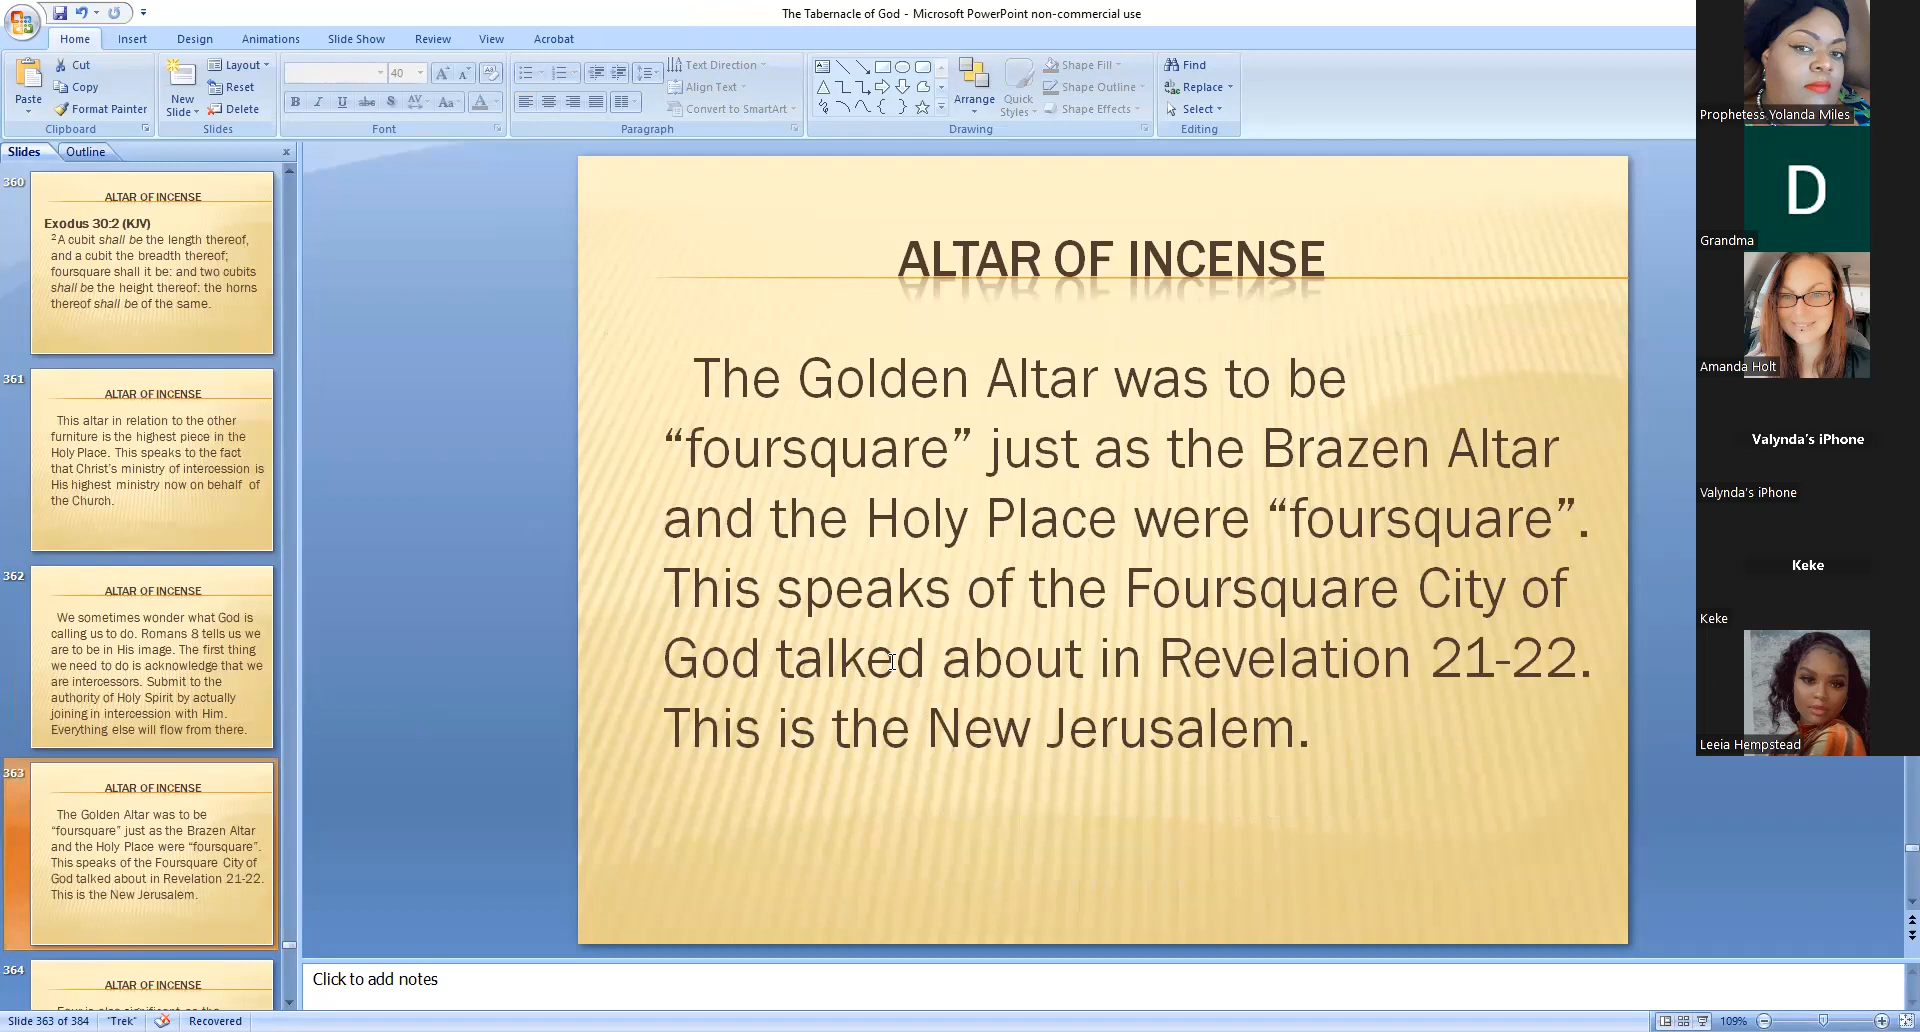 The Tabernacle of God - Microsoft PowerPoint non-commercial use
Home Insert Design Animations Slide Show Review View Acrobat
Paste
Cut
Copy
Format Painter
Clipboard
New Slide
Layout
Reset
Delete
Slides
40
Font
Text Direction
Align Text
Convert to SmartArt
Paragraph
Arrange
Quick Styles
Shape Fill
Shape Outline
Shape Effects
Drawing
Find
Replace
Select
Editing
Slides Outline
360
ALTAR OF INCENSE
Exodus 30:2 (KJV)
2 A cubit shall be the length thereof,
and a cubit the breadth thereof;
foursquare shall it be: and two cubits
shall be the height thereof: the horns
thereof shall be of the same.
361
ALTAR OF INCENSE
This altar in relation to the other
furniture is the highest piece in the
Holy Place. This speaks to the fact
that Christ's ministry of intercession is
His highest ministry now on behalf of
the Church.
362
ALTAR OF INCENSE
We sometimes wonder what God is
calling us to do. Romans 8 tells us we
are to be in His image. The first thing
we need to do is acknowledge that we
are intercessors. Submit to the
authority of Holy Spirit by actually
joining in intercession with Him.
Everything else will flow from there.
363
ALTAR OF INCENSE
The Golden Altar was to be
“foursquare” just as the Brazen Altar
and the Holy Place were “foursquare”.
This speaks of the Foursquare City of
God talked about in Revelation 21-22.
This is the New Jerusalem.
364
ALTAR OF INCENSE
ALTAR OF INCENSE
The Golden Altar was to be
“foursquare” just as the Brazen Altar
and the Holy Place were “foursquare”.
This speaks of the Foursquare City of
God talked about in Revelation 21-22.
This is the New Jerusalem.
Click to add notes
Slide 363 of 384 "Trek" Recovered
109%
Prophetess Yolanda Miles
D
Grandma
Amanda Holt
Valynda's iPhone
Valynda's iPhone
Keke
Keke
Leeia Hempstead